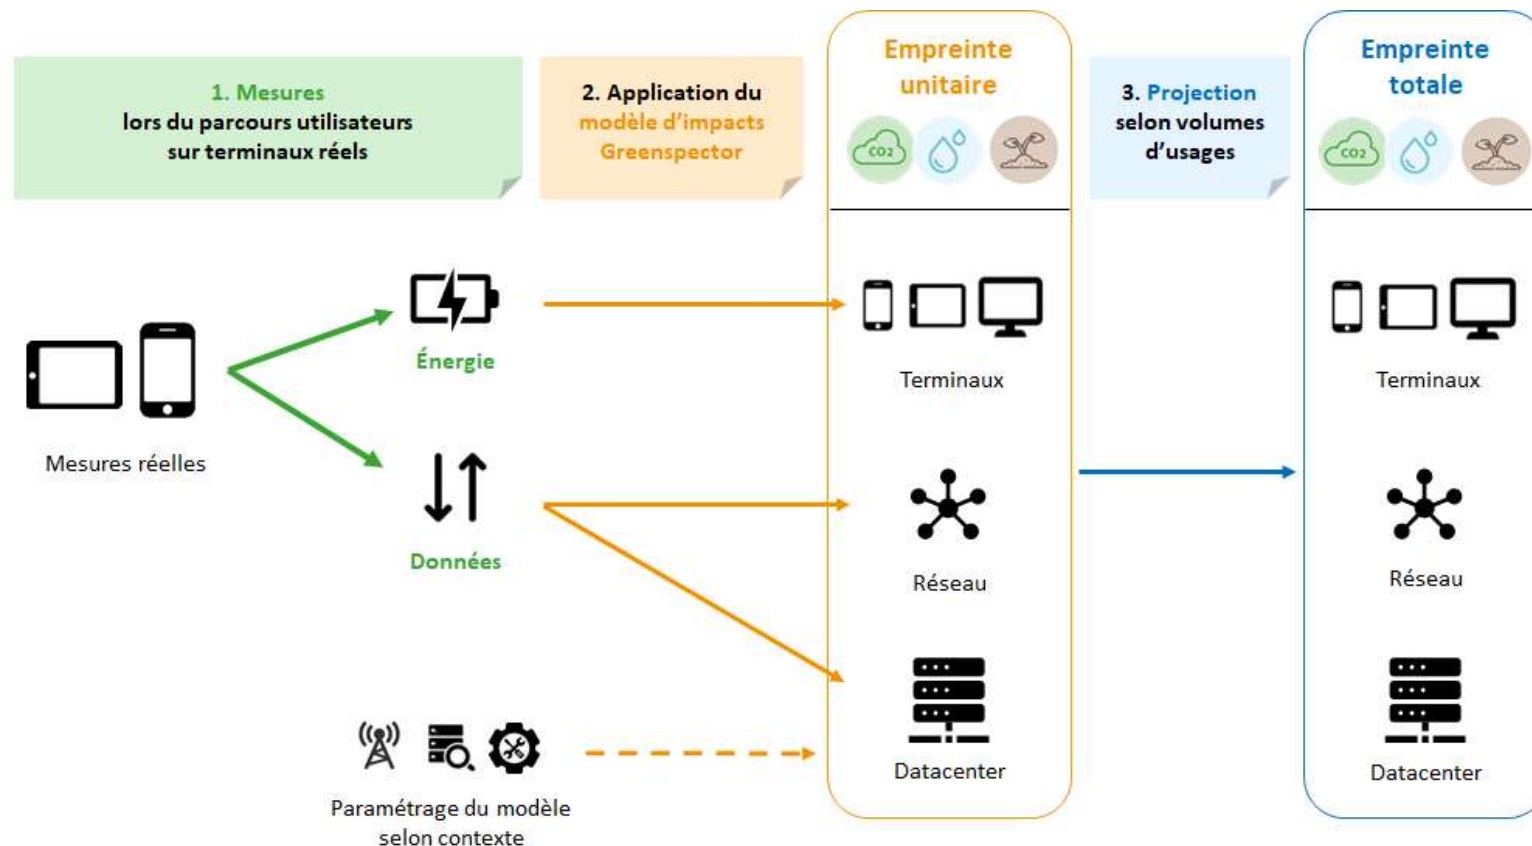 1. Mesures
lors du parcours utilisateurs
sur terminaux réels
2. Application du
modèle d'impacts
Greenspector
Empreinte
unitaire
CO2
3. Projection
selon volumes
d'usages
Empreinte
totale
CO2
Mesures réelles
Énergie
Données
Paramétrage du modèle
selon contexte
Terminaux
Réseau
Datacenter
Terminaux
Réseau
Datacenter